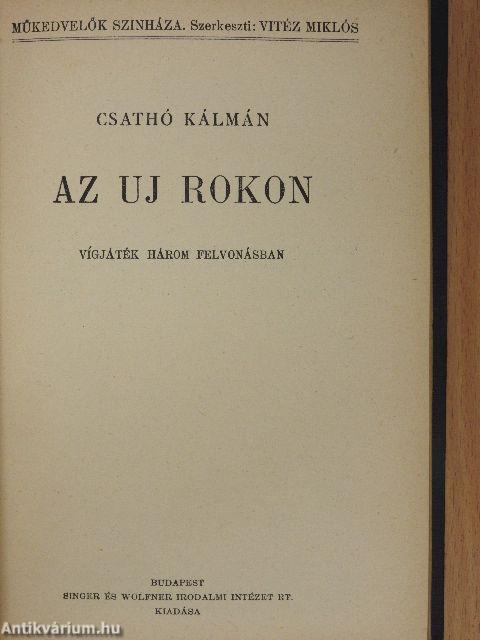 MŰKEDVELŐK SZINHÁZA. Szerkeszti: VITÉZ MIKLÓS
CSATHÓ KÁLMÁN
AZ UJ ROKON
VÍGJÁTÉK HÁROM FELVONÁSBAN
BUDAPEST
SINGER ÉS WOLFNER IRODALMI INTÉZET RT.
KIADÁSA
Antikvárium.hu